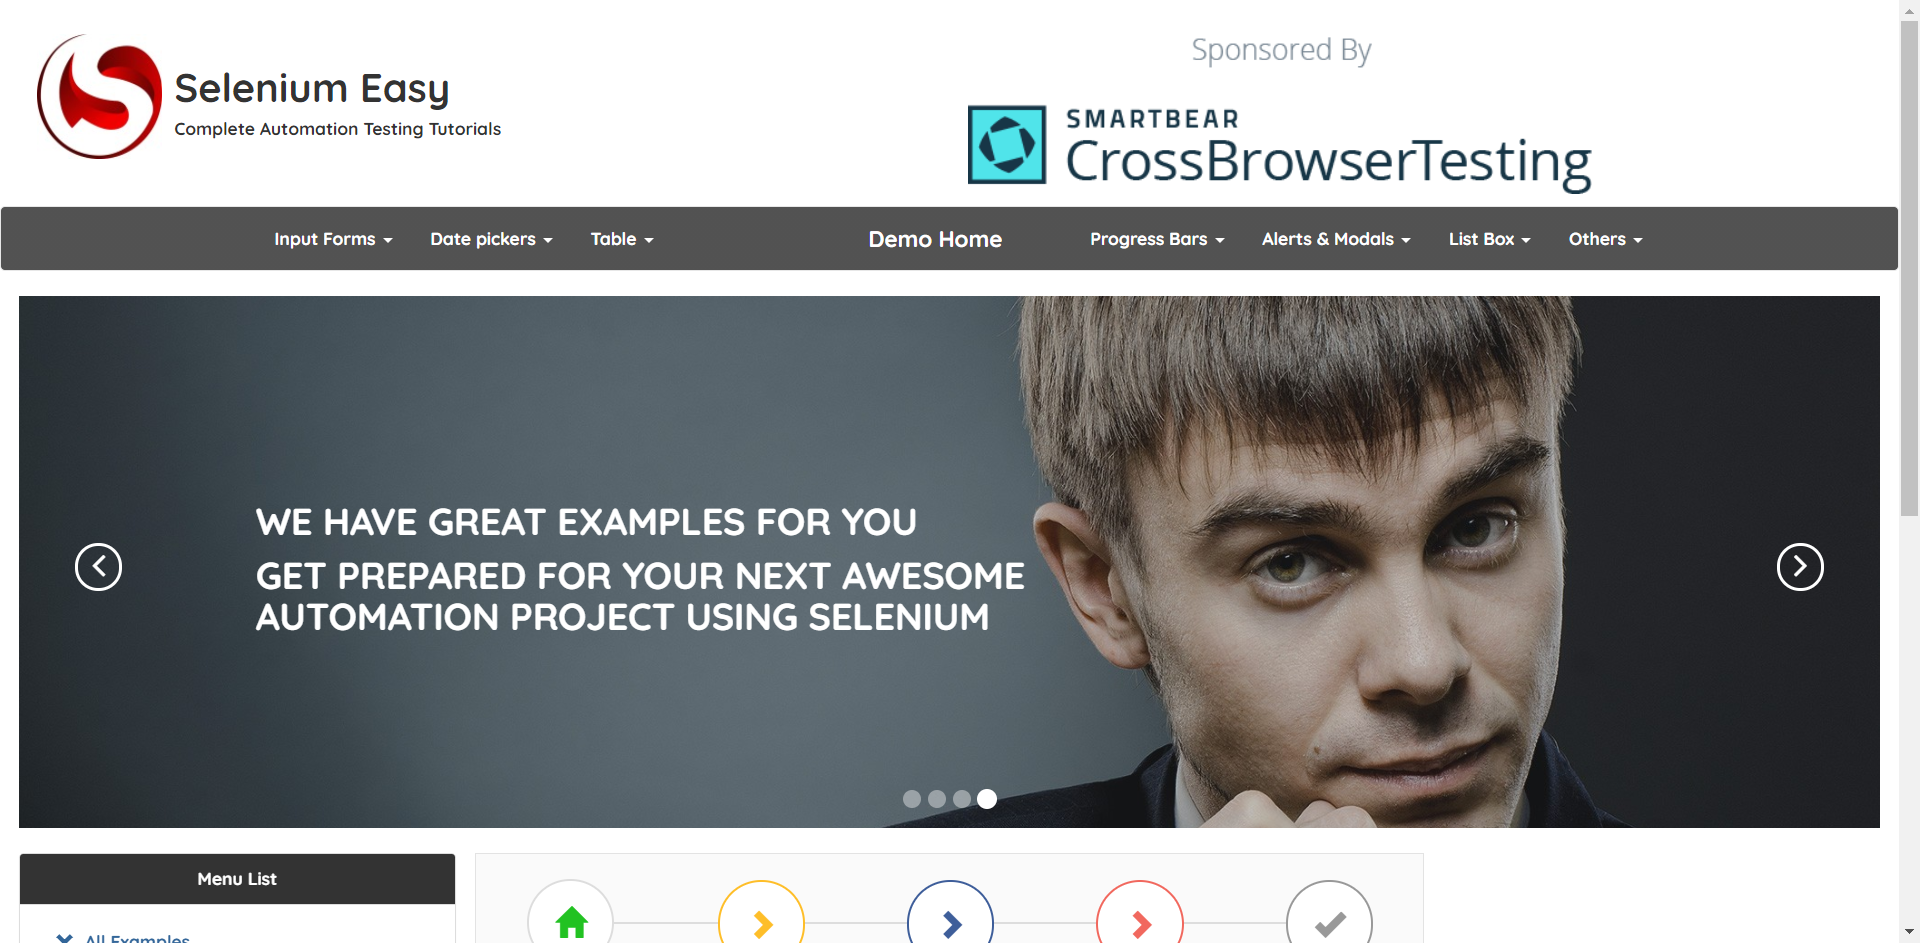 Selenium Easy
Complete Automation Testing Tutorials
Sponsored By
SMARTBEAR
CrossBrowserTesting
Input Forms
Date pickers
Table
Demo Home
Progress Bars
Alerts & Modals
List Box
Others
WE HAVE GREAT EXAMPLES FOR YOU
GET PREPARED FOR YOUR NEXT AWESOME
AUTOMATION PROJECT USING SELENIUM
Menu List
All Examples